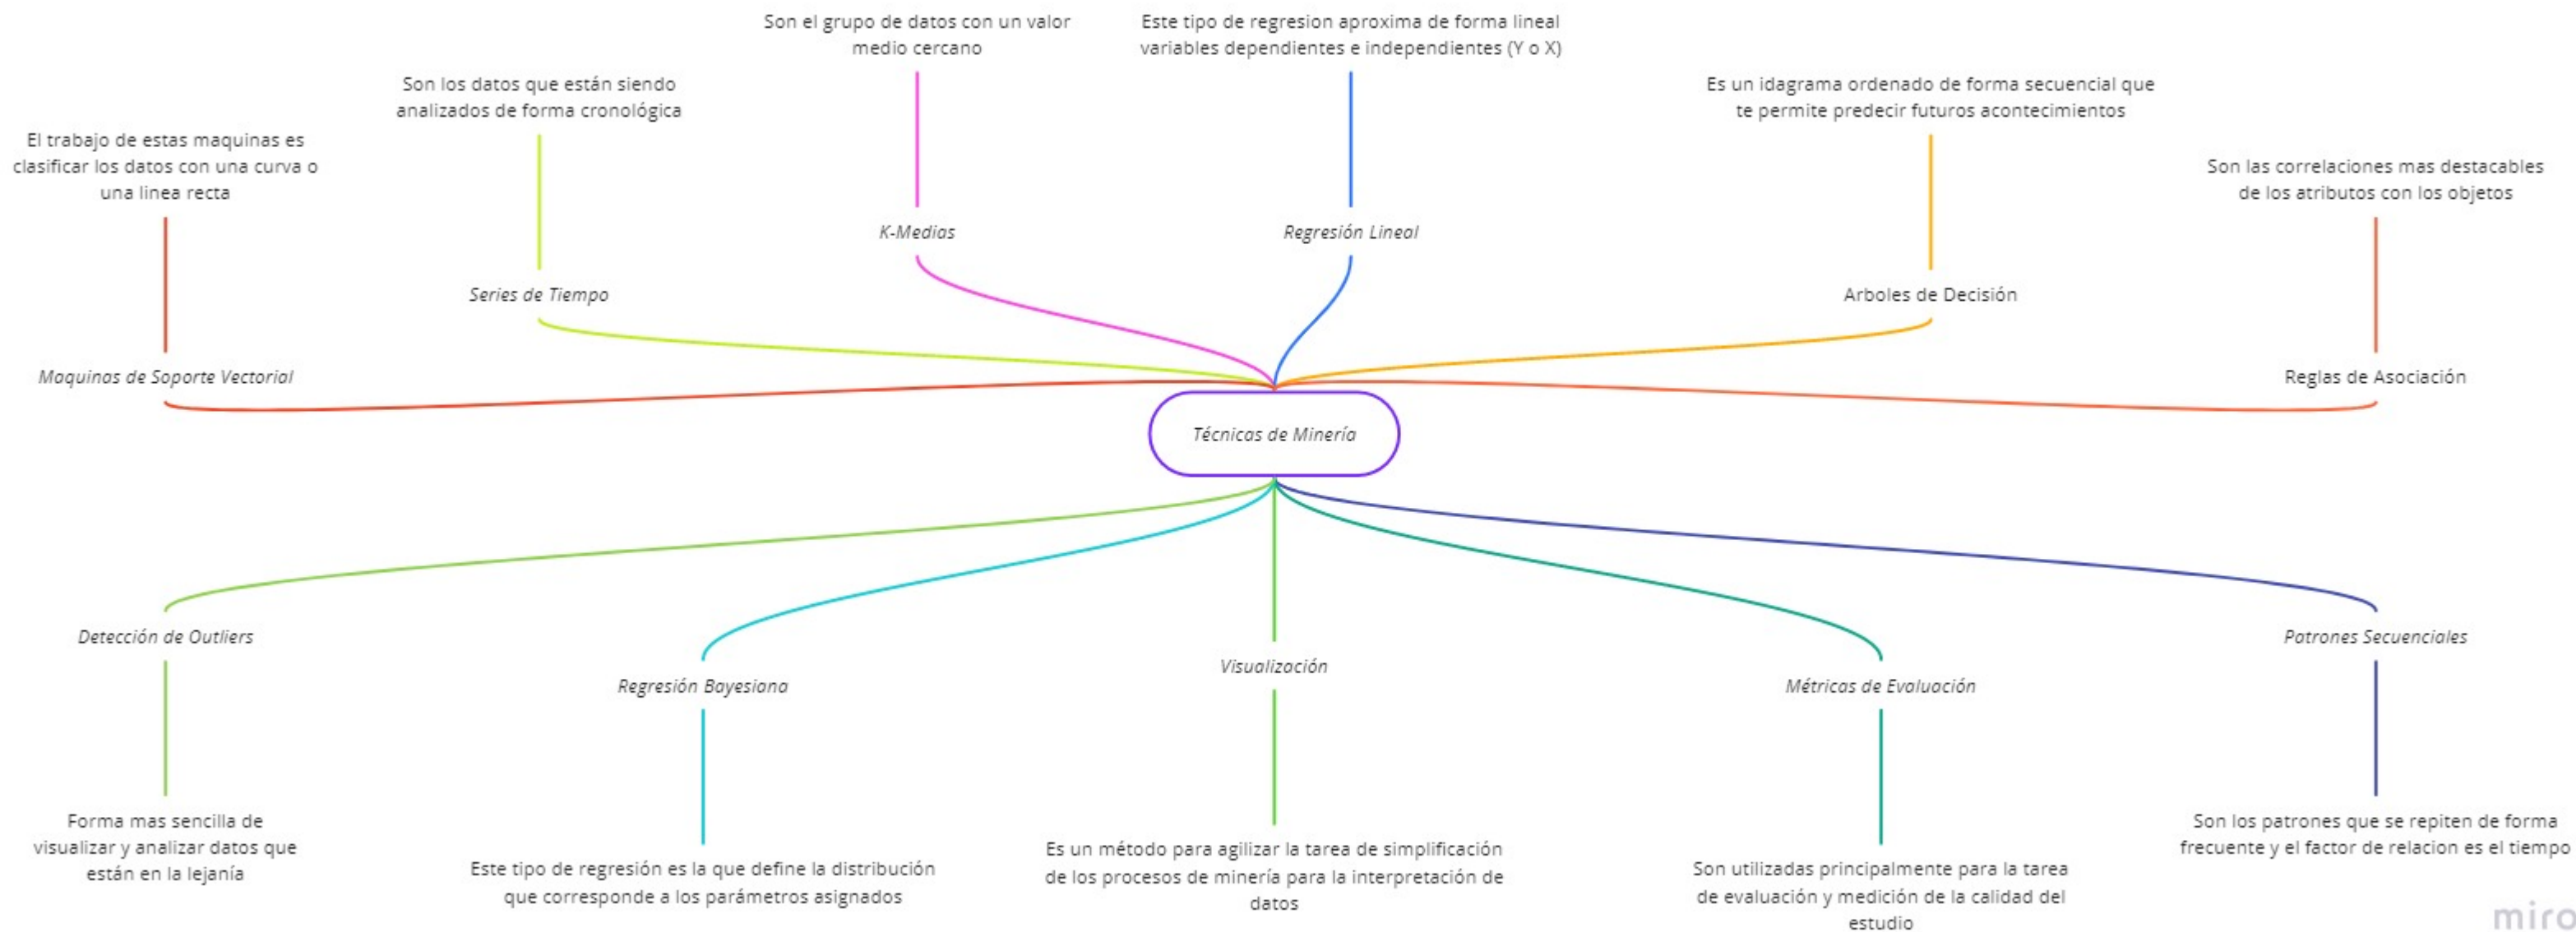 Son el grupo de datos con un valor
medio cercano
Este tipo de regresion aproxima de forma lineal
variables dependientes e independientes (Y o X)
Son los datos que están siendo
analizados de forma cronológica
Es un idagrama ordenado de forma secuencial que
te permite predecir futuros acontecimientos
El trabajo de estas maquinas es
clasificar los datos con una curva o
una linea recta
Son las correlaciones mas destacables
de los atributos con los objetos
K-Medias
Regresión Lineal
Series de Tiempo
Arboles de Decisión
Maquinas de Soporte Vectorial
Reglas de Asociación
Técnicas de Minería
Detección de Outliers
Patrones Secuenciales
Visualización
Regresión Bayesiana
Métricas de Evaluación
Forma mas sencilla de
visualizar y analizar datos que
están en la lejanía
Este tipo de regresión es la que define la distribución
que corresponde a los parámetros asignados
Es un método para agilizar la tarea de simplificación
de los procesos de minería para la interpretación de
datos
Son utilizadas principalmente para la tarea
de evaluación y medición de la calidad del
estudio
Son los patrones que se repiten de forma
frecuente y el factor de relacion es el tiempo
miro